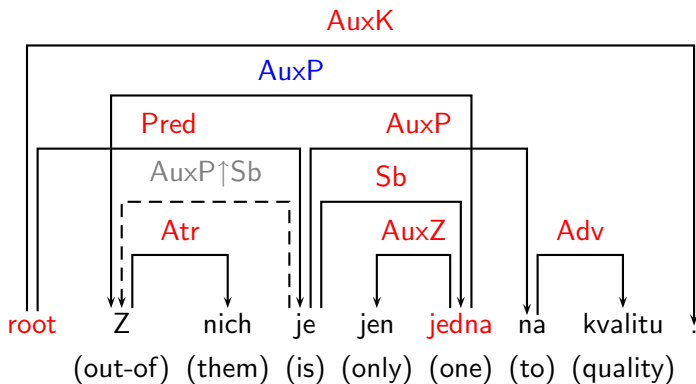 AuxK
AuxP
Pred AuxP
AuxP↑Sb Sb
Atr AuxZ Adv
root Z nich je jen jedna na kvalitu .
(out-of) (them) (is) (only) (one) (to) (quality)